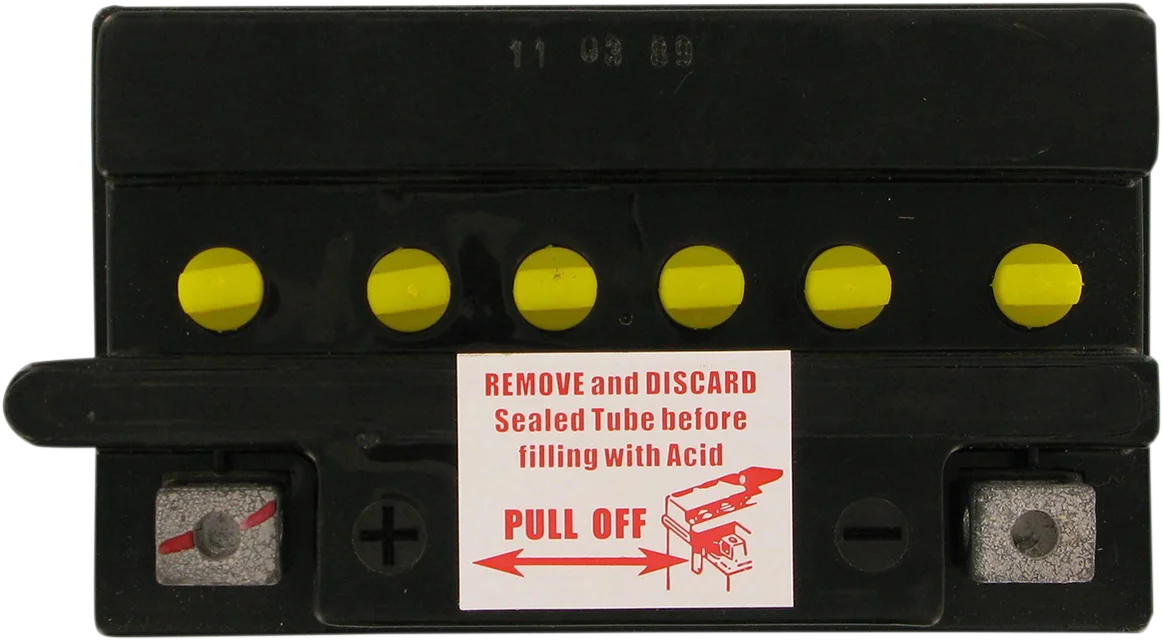 11 03 89
REMOVE and DISCARD
Sealed Tube before
filling with Acid
PULL OFF
+
-